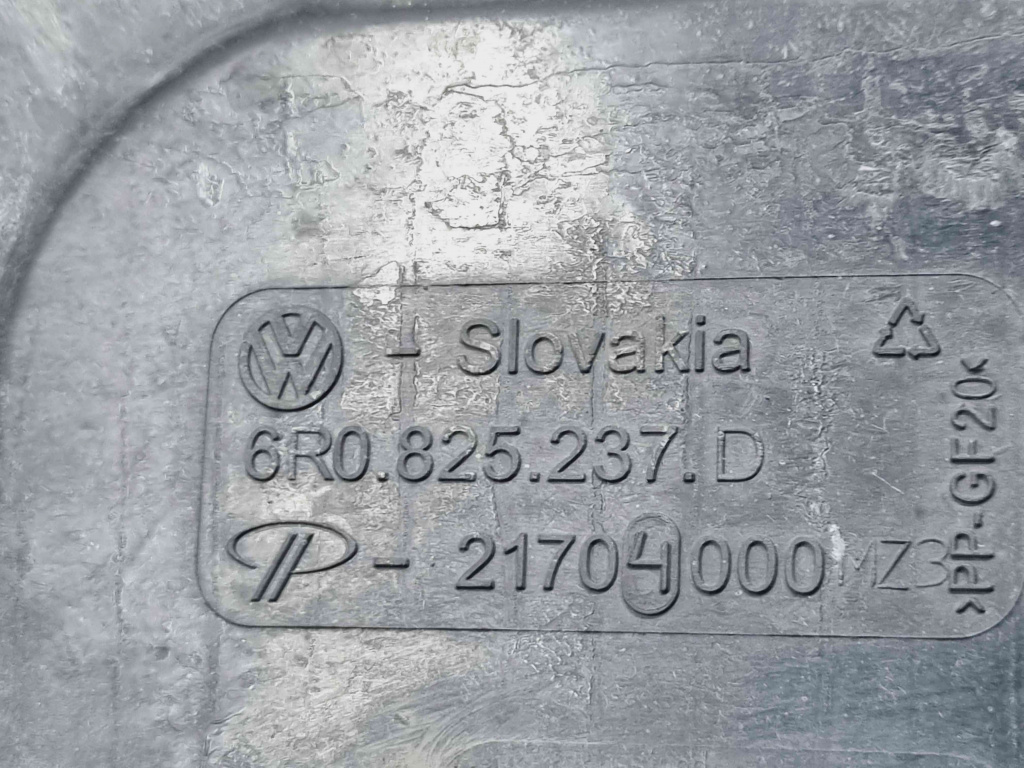 - Slovakia
6R0.825.237.D
- 21704000 MZ3
>PP-GF20<